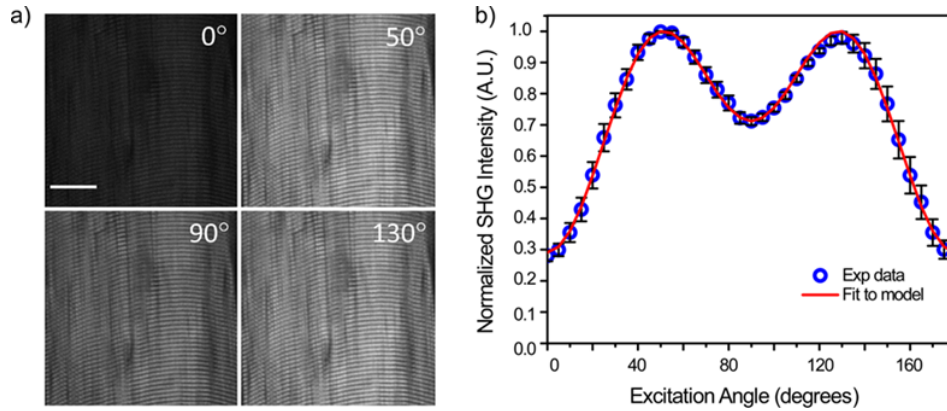 a)
0°
50°
90°
130°
b)
Normalized SHG Intensity (A.U.)
1.0
0.9
0.8
0.7
0.6
0.5
0.4
0.3
0.2
0.1
0.0
Exp data
Fit to model
0 40 80 120 160
Excitation Angle (degrees)